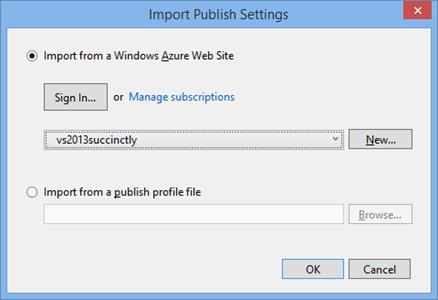 Import Publish Settings
Import from a Windows Azure Web Site
Sign In... or Manage subscriptions
vs2013succinctly New...
Import from a publish profile file
Browse...
OK Cancel